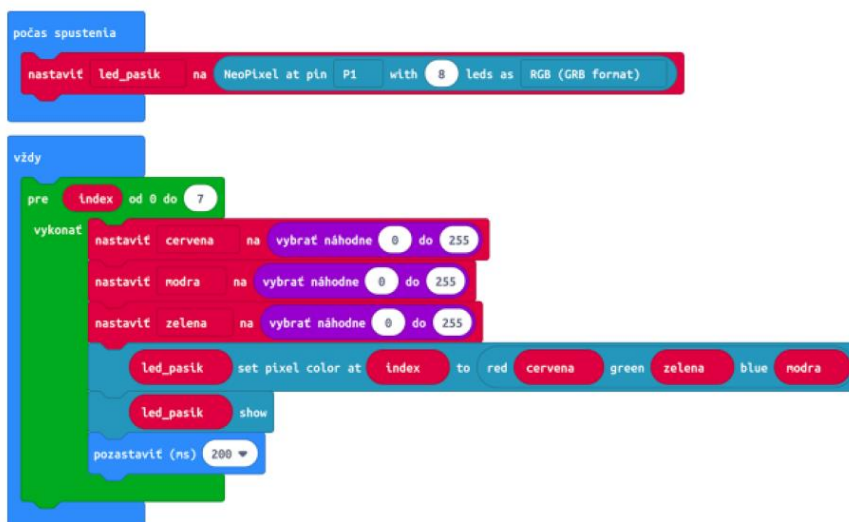 počas spustenia
nastaviť led_pasik na NeoPixel at pin P1 with 8 leds as RGB (GRB format)
vždy
pre index od 0 do 7
vykonať
nastaviť cervena na vybrať náhodne 0 do 255
nastaviť modra na vybrať náhodne 0 do 255
nastaviť zelena na vybrať náhodne 0 do 255
led_pasik set pixel color at index to red cervena green zelena blue modra
led_pasik show
pozastaviť (ms) 200